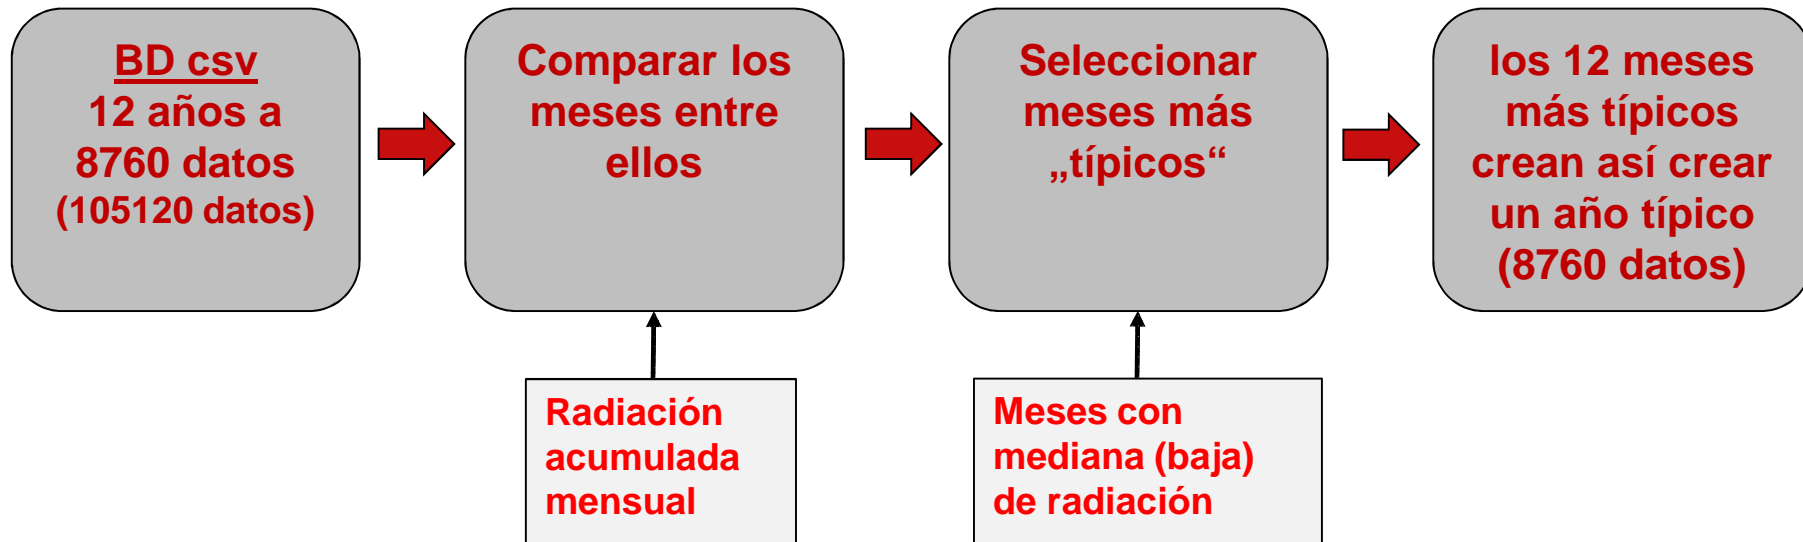 BD csv
12 años a
8760 datos
(105120 datos)
Comparar los
meses entre
ellos
Seleccionar
meses más
„típicos“
los 12 meses
más típicos
crean así crear
un año típico
(8760 datos)
Radiación
acumulada
mensual
Meses con
mediana (baja)
de radiación